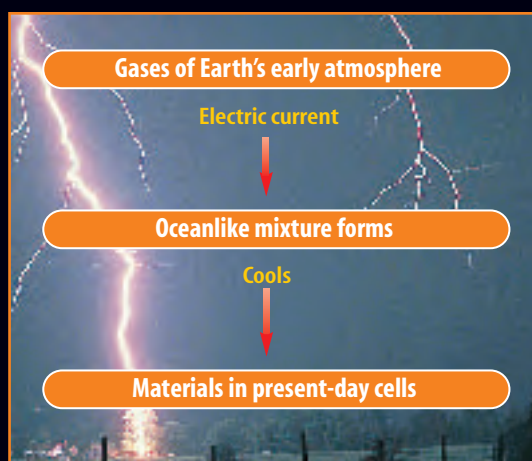 Gases of Earth's early atmosphere
Electric current
Oceanlike mixture forms
Cools
Materials in present-day cells